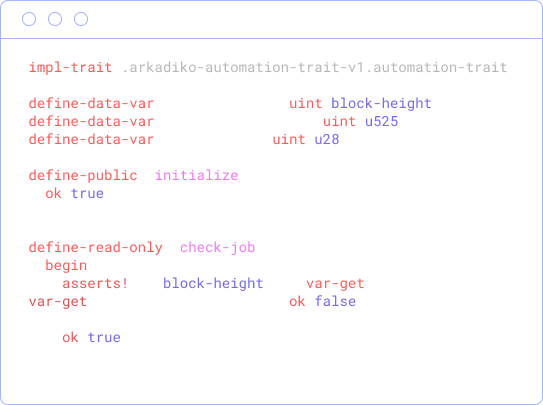 impl-trait .arkadiko-automation-trait-v1.automation-trait
define-data-var uint block-height
define-data-var uint u525
define-data-var uint u28
define-public initialize
ok true
define-read-only check-job
begin
asserts! block-height var-get
var-get ok false
ok true